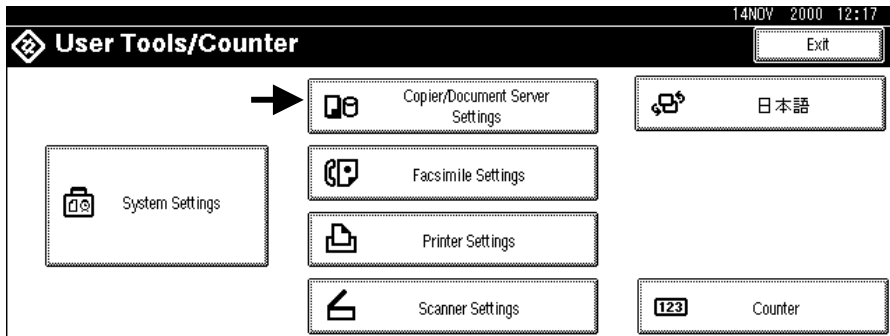 14NOV 2000 12:17
User Tools/Counter
Exit
Copier/Document Server
Settings
日本語
System Settings
Facsimile Settings
Printer Settings
Scanner Settings
123
Counter